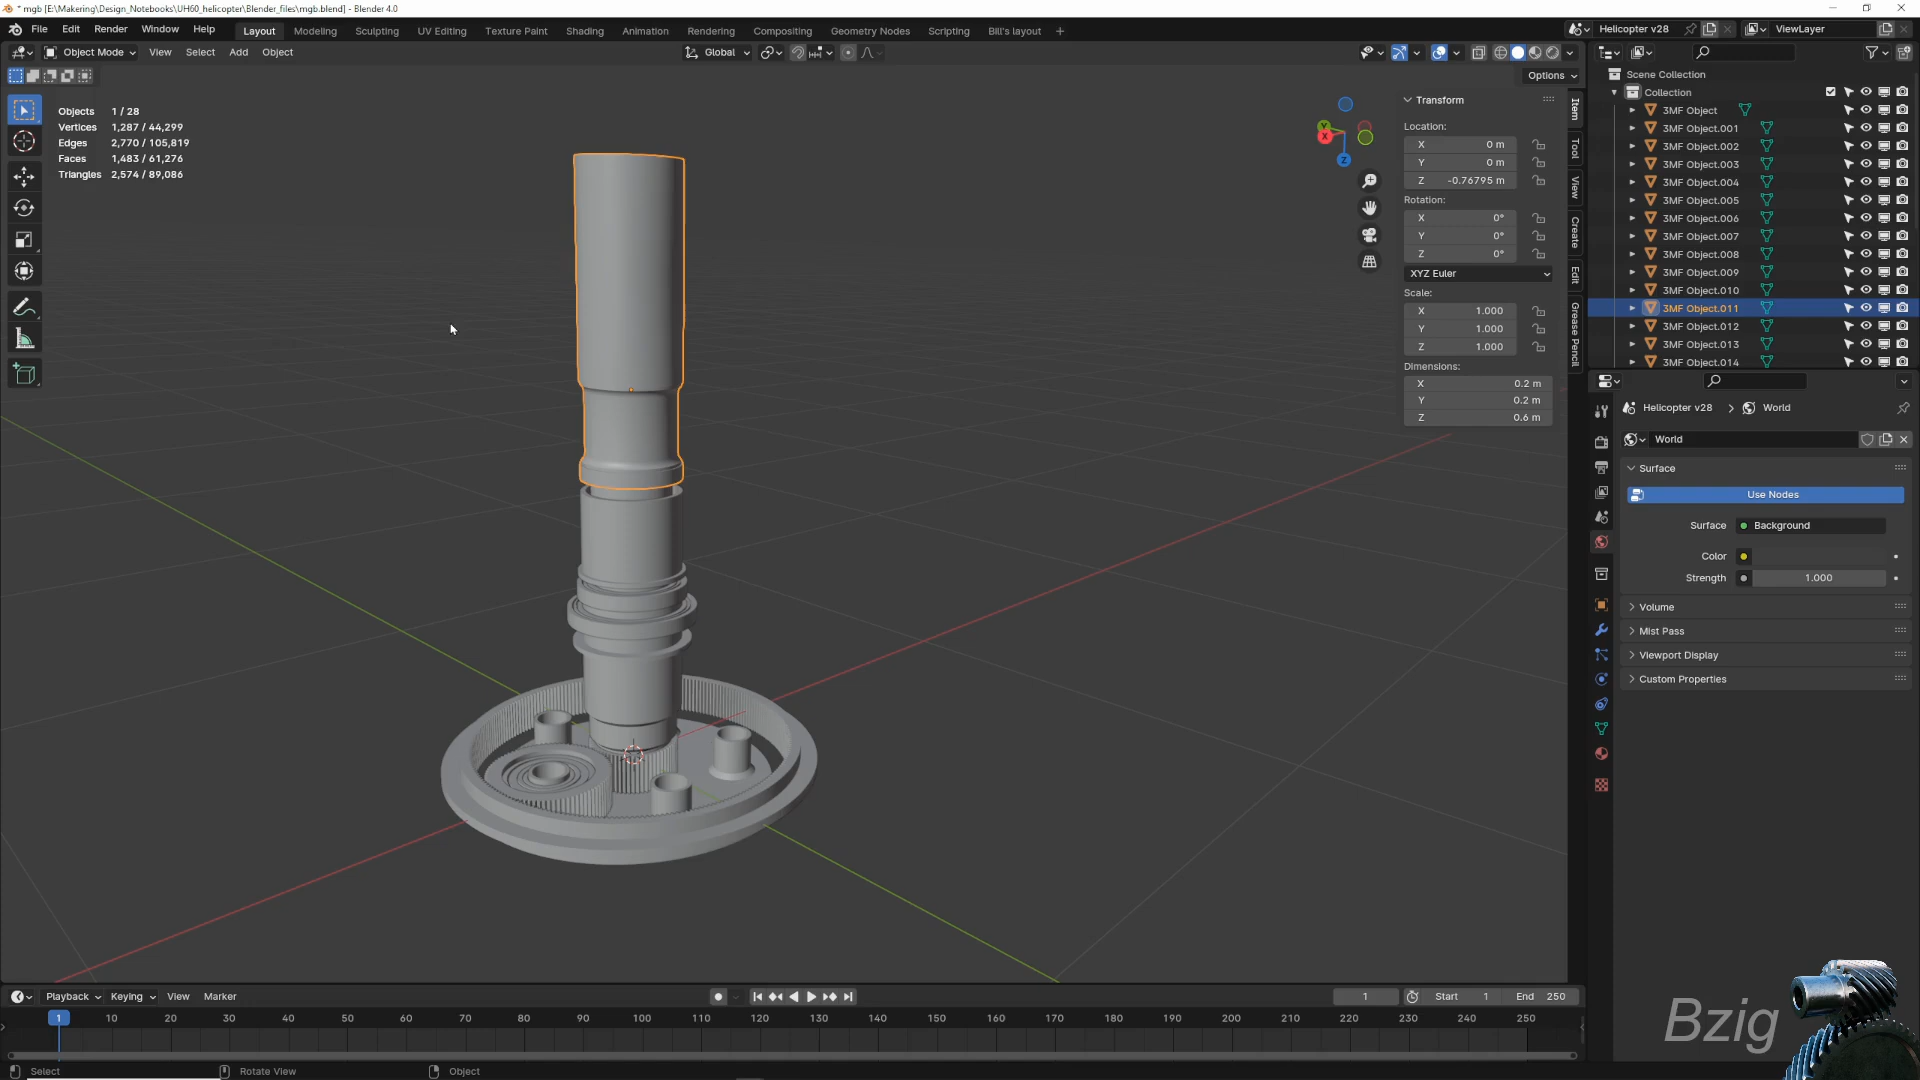 * mgb [E:\Makering\Design_Notebooks\UH60_helicopter\Blender_files\mgb.blend] - Blender 4.0
File Edit Render Window Help Layout Modeling Sculpting UV Editing Texture Paint Shading Animation Rendering Compositing Geometry Nodes Scripting Bill's layout + Helicopter v28 ViewLayer
Object Mode View Select Add Object Global
Options
Objects 1 / 28
Vertices 1,287 / 44,299
Edges 2,770 / 105,819
Faces 1,483 / 61,276
Triangles 2,574 / 89,086
Y
X
Z
Transform
Location:
X 0 m
Y 0 m
Z -0.76795 m
Rotation:
X 0°
Y 0°
Z 0°
XYZ Euler
Scale:
X 1.000
Y 1.000
Z 1.000
Dimensions:
X 0.2 m
Y 0.2 m
Z 0.6 m
Item
Tool
View
Create
Edit
Grease Pencil
Scene Collection
Collection
3MF Object
3MF Object.001
3MF Object.002
3MF Object.003
3MF Object.004
3MF Object.005
3MF Object.006
3MF Object.007
3MF Object.008
3MF Object.009
3MF Object.010
3MF Object.011
3MF Object.012
3MF Object.013
3MF Object.014
Helicopter v28 > World
World
Surface
Use Nodes
Surface Background
Color
Strength 1.000
Volume
Mist Pass
Viewport Display
Custom Properties
Playback Keying View Marker 1 Start 1 End 250
1 10 20 30 40 50 60 70 80 90 100 110 120 130 140 150 160 170 180 190 200 210 220 230 240 250
Select Rotate View Object
Bzig